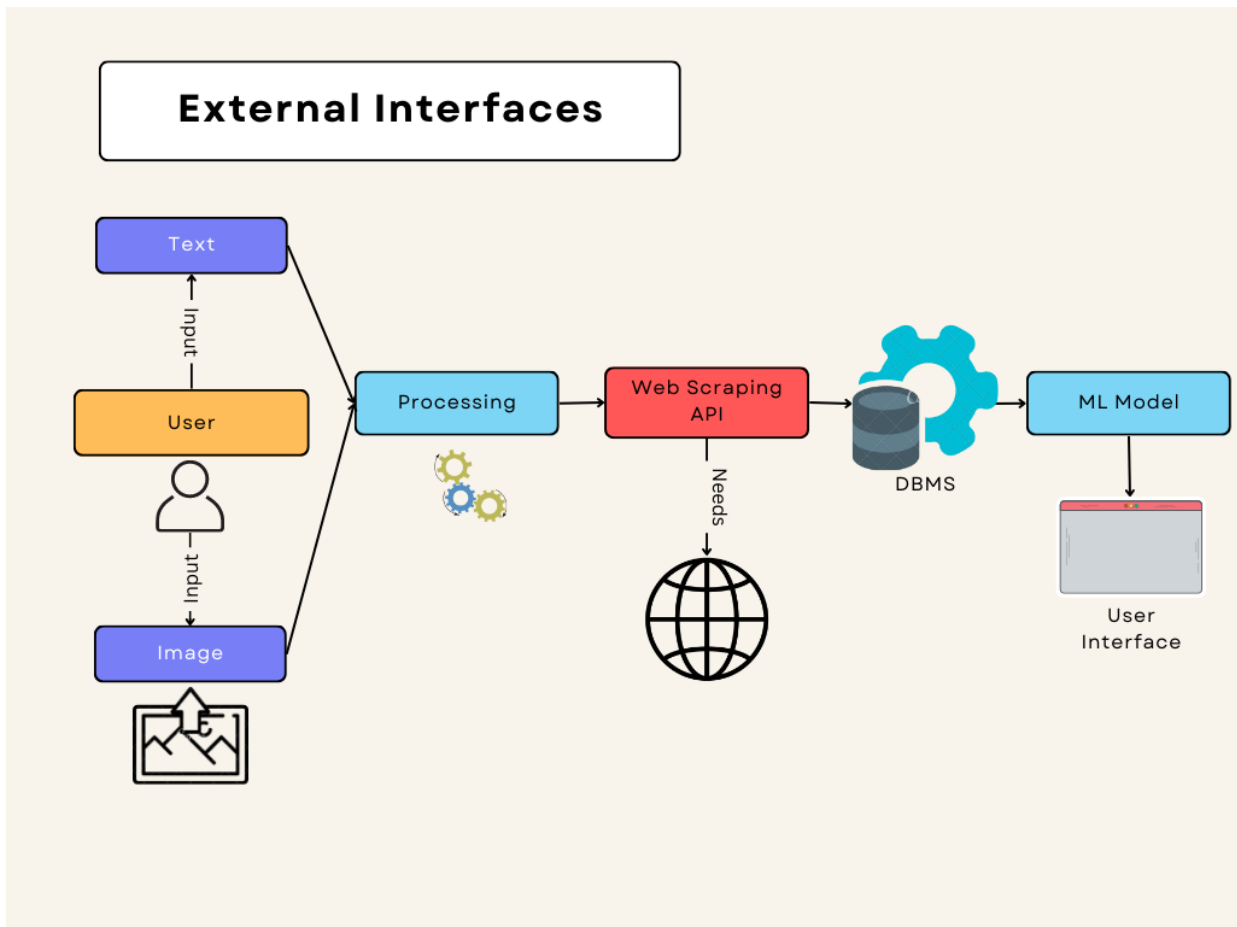 External Interfaces
Text
Input
User
Input
Image
Processing
Web Scraping
API
Needs
DBMS
ML Model
User
Interface